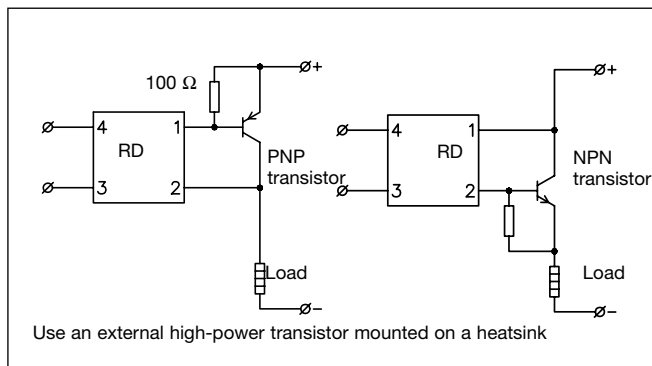 100 Ω
+
4
1
RD
3
2
PNP
transistor
Load
−
+
4
1
RD
3
2
NPN
transistor
Load
−
Use an external high-power transistor mounted on a heatsink